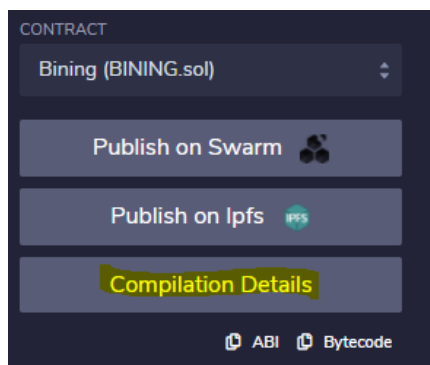 CONTRACT
Bining (BINING.sol)
Publish on Swarm
Publish on Ipfs IPFS
Compilation Details
ABI Bytecode